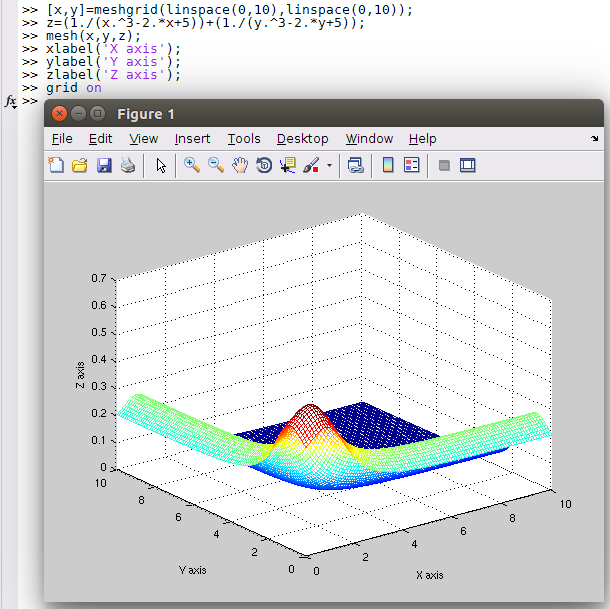 >> [x,y]=meshgrid(linspace(0,10),linspace(0,10));
>> z=(1./(x.^3-2.*x+5))+(1./(y.^3-2.*y+5));
>> mesh(x,y,z);
>> xlabel('X axis');
>> ylabel('Y axis');
>> zlabel('Z axis');
>> grid on
fx >>
Figure 1
File Edit View Insert Tools Desktop Window Help
0.7
0.6
0.5
0.4
0.3
0.2
0.1
0
Z axis
10
8
6
4
2
0
Y axis
0
2
4
6
8
10
X axis